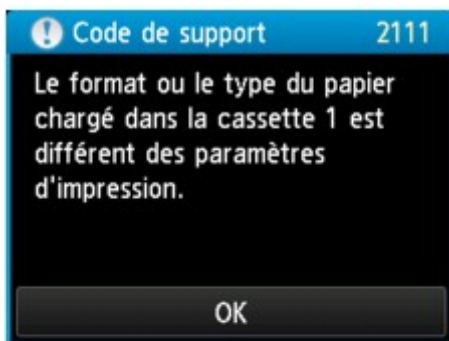 Code de support 2111
Le format ou le type du papier
chargé dans la cassette 1 est
différent des paramètres
d'impression.
OK